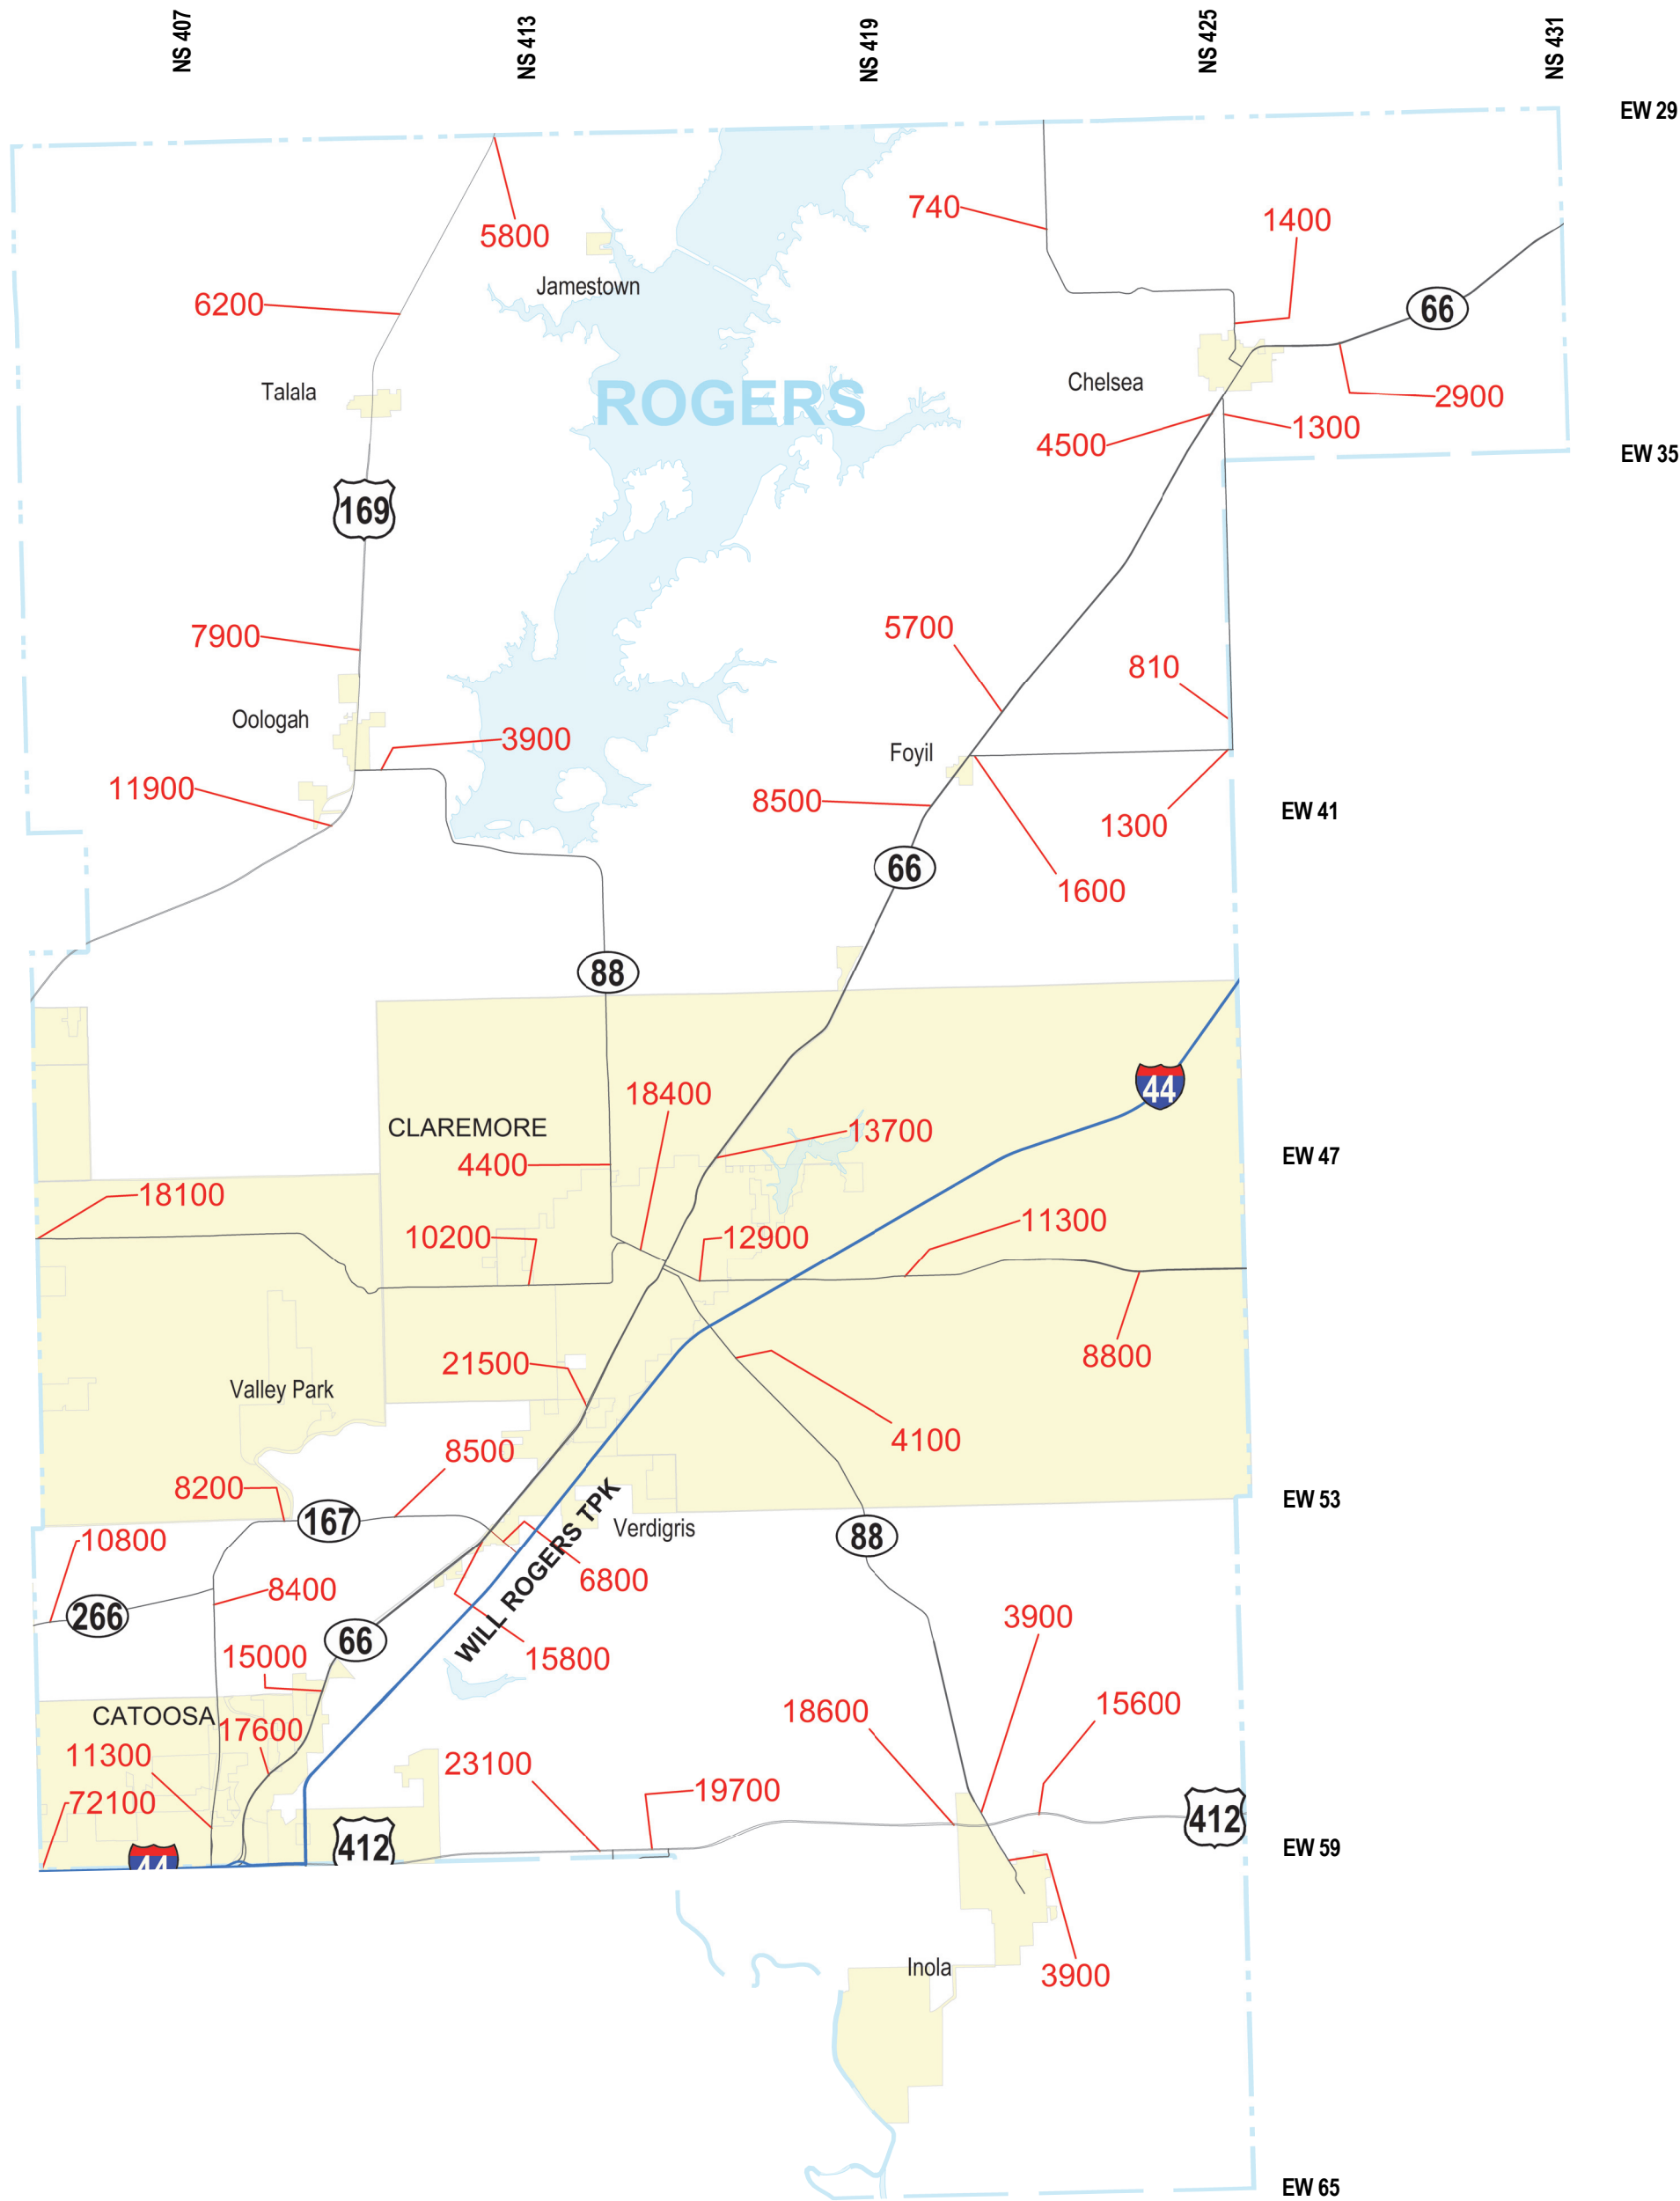 NS 407
NS 413
NS 419
NS 425
NS 431
EW 29
740
1400
5800
Jamestown
6200
66
Talala
ROGERS
Chelsea
2900
4500
1300
EW 35
169
7900
5700
810
Oologah
3900
Foyil
11900
8500
1300
EW 41
66
1600
88
44
18400
CLAREMORE
13700
4400
EW 47
18100
10200
12900
11300
21500
8800
Valley Park
4100
8500
8200
EW 53
167
Verdigris
88
10800
6800
8400
266
WILL ROGERS TPK
3900
66
15000
15800
CATOOSA
17600
18600
15600
11300
23100
19700
72100
412
412
EW 59
44
Inola
3900
EW 65